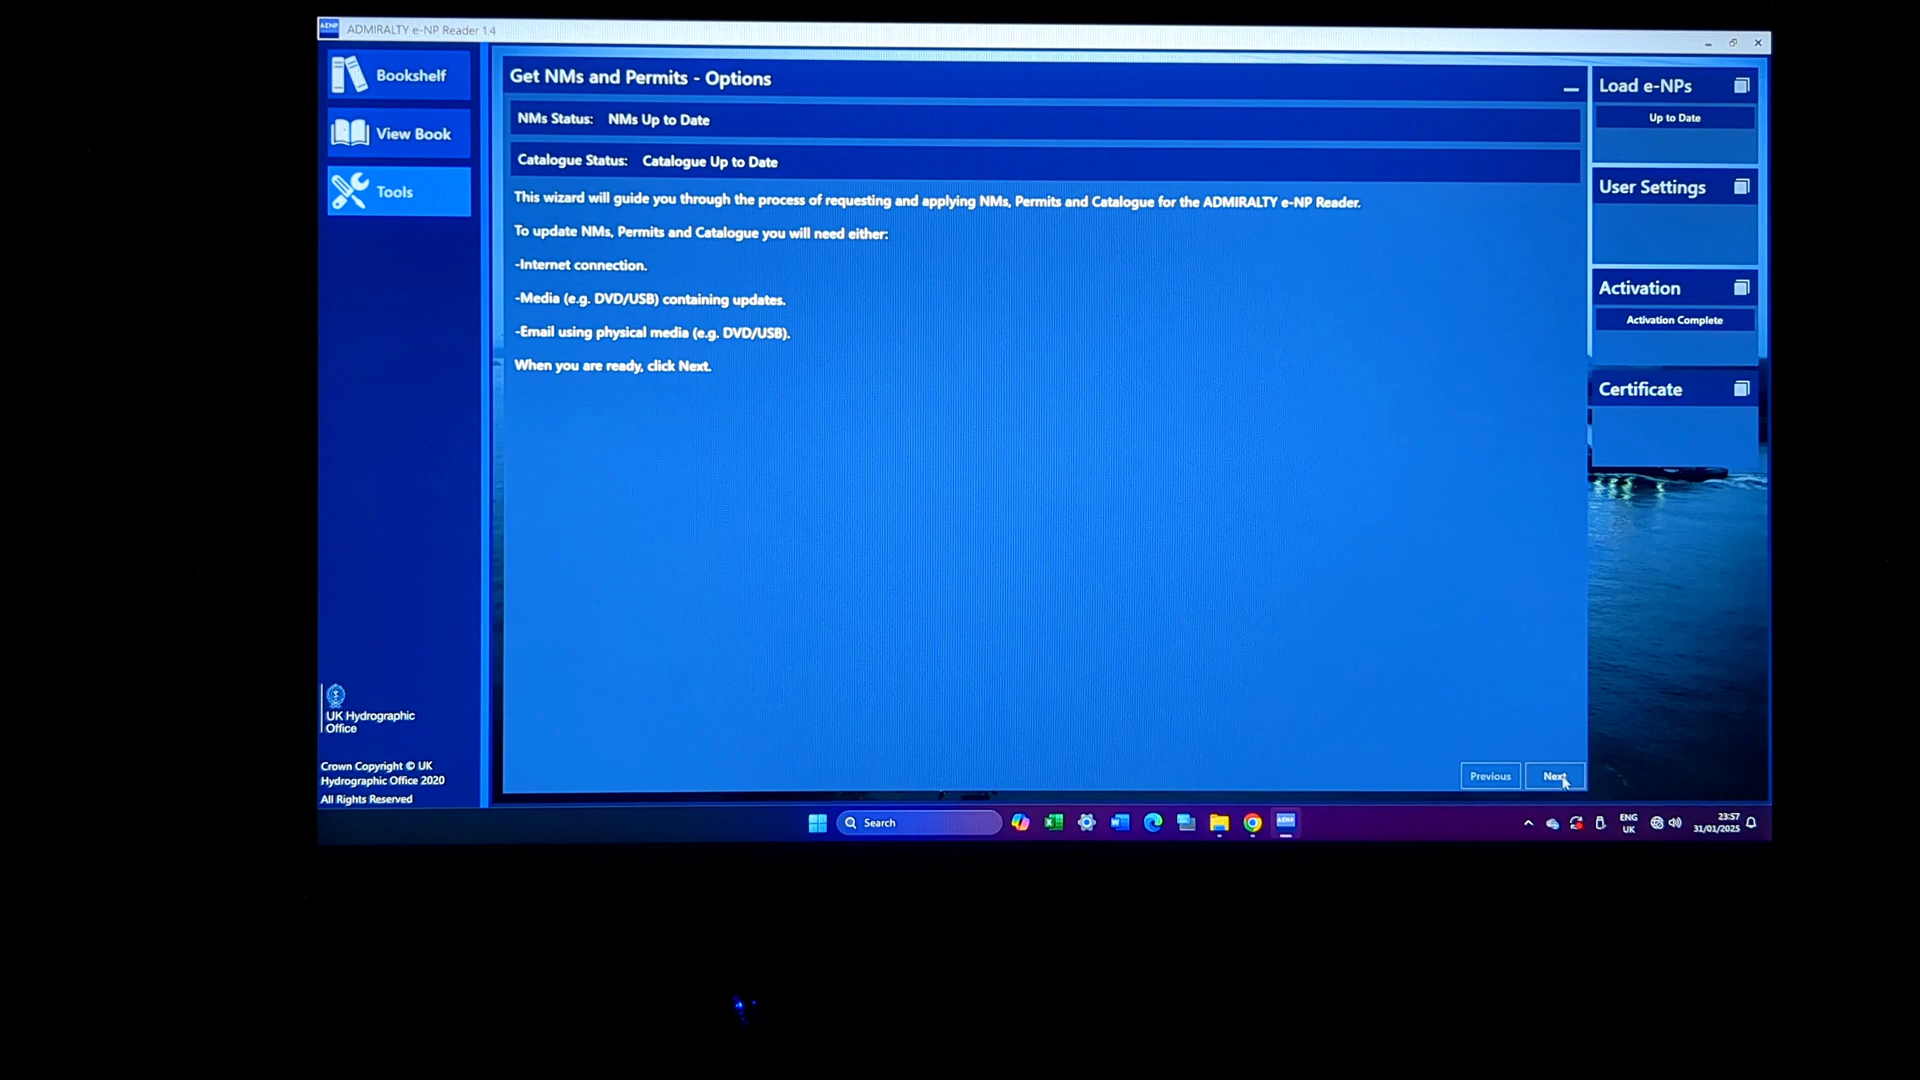 ADMIRALTY e-NP Reader 1.4
Bookshelf
View Book
Tools
UK Hydrographic
Office
Crown Copyright © UK
Hydrographic Office 2020
All Rights Reserved
Get NMs and Permits - Options
NMs Status: NMs Up to Date
Catalogue Status: Catalogue Up to Date
This wizard will guide you through the process of requesting and applying NMs, Permits and Catalogue for the ADMIRALTY e-NP Reader.
To update NMs, Permits and Catalogue you will need either:
-Internet connection.
-Media (e.g. DVD/USB) containing updates.
-Email using physical media (e.g. DVD/USB).
When you are ready, click Next.
Previous
Next
Load e-NPs
Up to Date
User Settings
Activation
Activation Complete
Certificate
Search
ENG
UK
23:57
31/01/2025